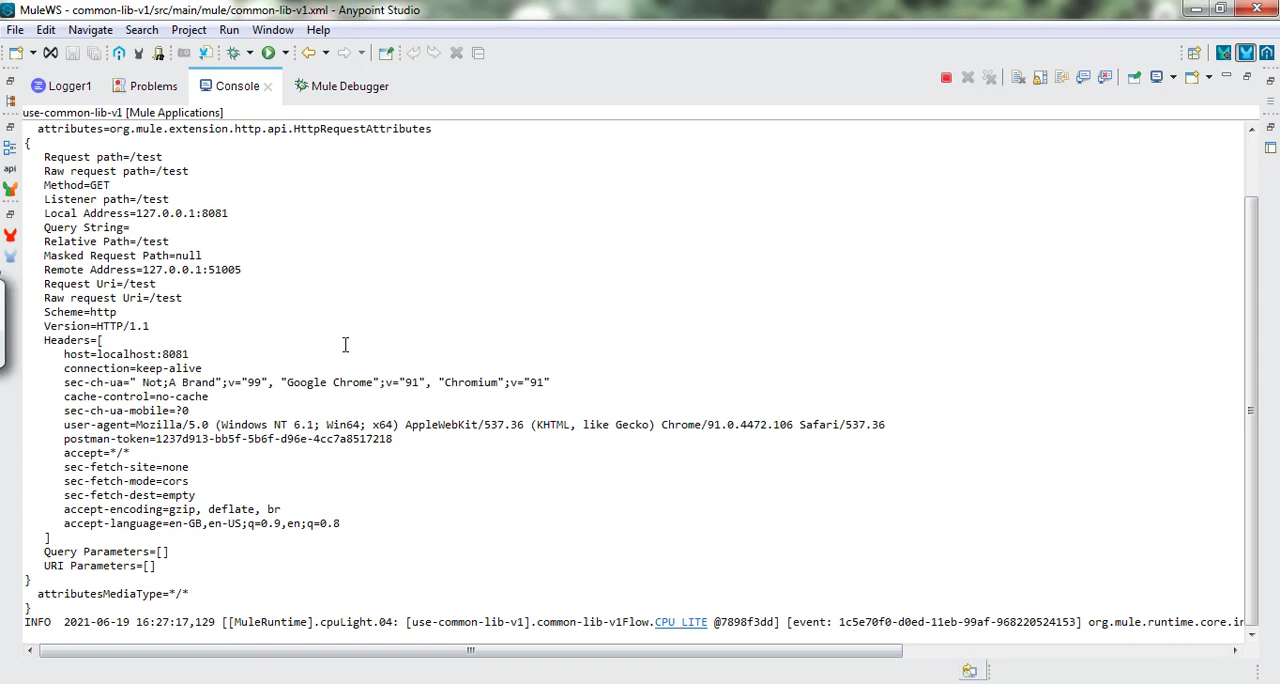 MuleWS - common-lib-v1/src/main/mule/common-lib-v1.xml - Anypoint Studio
File Edit Navigate Search Project Run Window Help
Logger1 Problems Console Mule Debugger
use-common-lib-v1 [Mule Applications]
attributes=org.mule.extension.http.api.HttpRequestAttributes
{
Request path=/test
Raw request path=/test
Method=GET
Listener path=/test
Local Address=127.0.0.1:8081
Query String=
Relative Path=/test
Masked Request Path=null
Remote Address=127.0.0.1:51005
Request Uri=/test
Raw request Uri=/test
Scheme=http
Version=HTTP/1.1
Headers=[
host=localhost:8081
connection=keep-alive
sec-ch-ua=" Not;A Brand";v="99", "Google Chrome";v="91", "Chromium";v="91"
cache-control=no-cache
sec-ch-ua-mobile=?0
user-agent=Mozilla/5.0 (Windows NT 6.1; Win64; x64) AppleWebKit/537.36 (KHTML, like Gecko) Chrome/91.0.4472.106 Safari/537.36
postman-token=1237d913-bb5f-5b6f-d96e-4cc7a8517218
accept=*/*
sec-fetch-site=none
sec-fetch-mode=cors
sec-fetch-dest=empty
accept-encoding=gzip, deflate, br
accept-language=en-GB,en-US;q=0.9,en;q=0.8
]
Query Parameters=[]
URI Parameters=[]
}
attributesMediaType=*/*
}
INFO 2021-06-19 16:27:17,129 [[MuleRuntime].cpuLight.04: [use-common-lib-v1].common-lib-v1Flow.CPU_LITE @7898f3dd] [event: 1c5e70f0-d0ed-11eb-99af-968220524153] org.mule.runtime.core.in
api